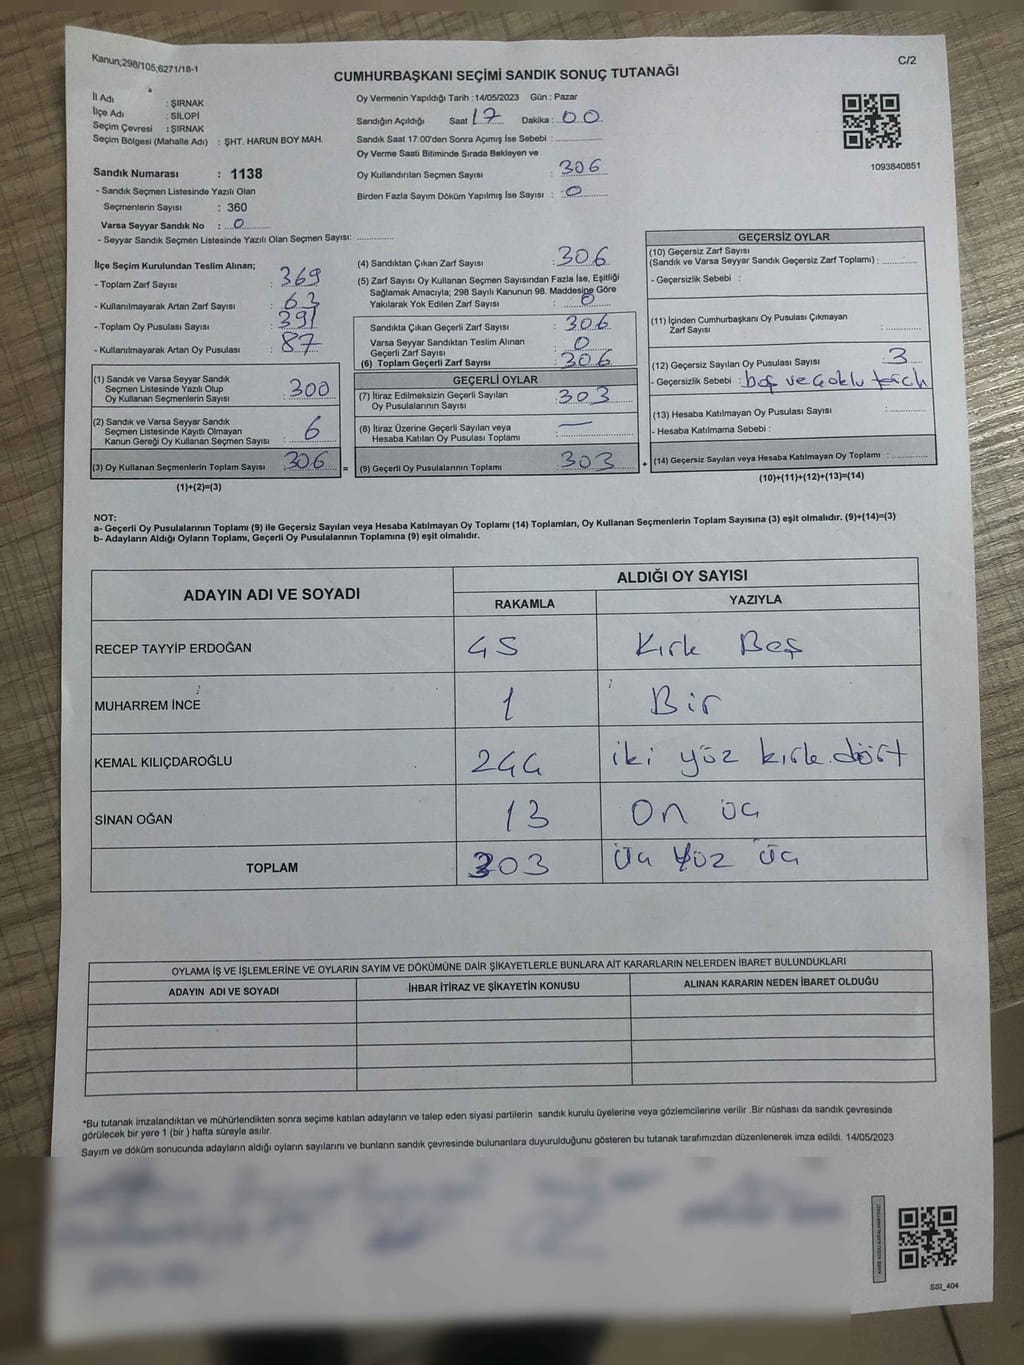 Kanun;298/105,6271/18-1
C/2
CUMHURBAŞKANI SEÇİMİ SANDIK SONUÇ TUTANAĞI
İl Adı : ŞIRNAK
İlçe Adı : SİLOPİ
Seçim Çevresi : ŞIRNAK
Seçim Bölgesi (Mahalle Adı) : ŞHT. HARUN BOY MAH.
Oy Vermenin Yapıldığı Tarih : 14/05/2023 Gün : Pazar
Sandığın Açıldığı Saat 17 Dakika : 00
Sandık Saat 17:00'den Sonra Açımış İse Sebebi :
Oy Verme Saati Bitiminde Sırada Bekleyen ve
Oy Kullandırılan Seçmen Sayısı : 306
Birden Fazla Sayım Döküm Yapılmış İse Sayısı : 0
1093840851
Sandık Numarası : 1138
- Sandık Seçmen Listesinde Yazılı Olan
Seçmenlerin Sayısı : 360
Varsa Seyyar Sandık No : 0
- Seyyar Sandık Seçmen Listesinde Yazılı Olan Seçmen Sayısı:
İlçe Seçim Kurulundan Teslim Alınan;
- Toplam Zarf Sayısı : 369
- Kullanılmayarak Artan Zarf Sayısı : 63
- Toplam Oy Pusulası Sayısı : 391
- Kullanılmayarak Artan Oy Pusulası : 87
(1) Sandık ve Varsa Seyyar Sandık
Seçmen Listesinde Yazılı Olup
Oy Kullanan Seçmenlerin Sayısı : 300
(2) Sandık ve Varsa Seyyar Sandık
Seçmen Listesinde Kayıtlı Olmayan
Kanun Gereği Oy Kullanan Seçmen Sayısı : 6
(3) Oy Kullanan Seçmenlerin Toplam Sayısı : 306 =
(1)+(2)=(3)
(4) Sandıktan Çıkan Zarf Sayısı : 306
(5) Zarf Sayısı Oy Kullanan Seçmen Sayısından Fazla İse, Eşitliği
Sağlamak Amacıyla; 298 Sayılı Kanunun 98. Maddesine Göre
Yakılarak Yok Edilen Zarf Sayısı : 0
Sandıkta Çıkan Geçerli Zarf Sayısı : 306
Varsa Seyyar Sandıktan Teslim Alınan
Geçerli Zarf Sayısı : 0
(6) Toplam Geçerli Zarf Sayısı : 306
GEÇERLİ OYLAR
(7) İtiraz Edilmeksizin Geçerli Sayılan
Oy Pusulalarının Sayısı : 303
(8) İtiraz Üzerine Geçerli Sayılan veya
Hesaba Katılan Oy Pusulası Toplamı : —
(9) Geçerli Oy Pusulalarının Toplamı : 303 +
GEÇERSİZ OYLAR
(10) Geçersiz Zarf Sayısı
(Sandık ve Varsa Seyyar Sandık Geçersiz Zarf Toplamı) :
- Geçersizlik Sebebi :
(11) İçinden Cumhurbaşkanı Oy Pusulası Çıkmayan
Zarf Sayısı :
(12) Geçersiz Sayılan Oy Pusulası Sayısı : 3
- Geçersizlik Sebebi : boş ve çoklu tercih
(13) Hesaba Katılmayan Oy Pusulası Sayısı :
- Hesaba Katılmama Sebebi :
(14) Geçersiz Sayılan veya Hesaba Katılmayan Oy Toplamı :
(10)+(11)+(12)+(13)=(14)
NOT:
a- Geçerli Oy Pusulalarının Toplamı (9) ile Geçersiz Sayılan veya Hesaba Katılmayan Oy Toplamı (14) Toplamları, Oy Kullanan Seçmenlerin Toplam Sayısına (3) eşit olmalıdır. (9)+(14)=(3)
b- Adayların Aldığı Oyların Toplamı, Geçerli Oy Pusulalarının Toplamına (9) eşit olmalıdır.
ADAYIN ADI VE SOYADI
ALDIĞI OY SAYISI
RAKAMLA YAZIYLA
RECEP TAYYİP ERDOĞAN 45 Kırk Beş
MUHARREM İNCE 1 Bir
KEMAL KILIÇDAROĞLU 244 iki yüz kırk dört
SİNAN OĞAN 13 On üç
TOPLAM 303 Üç Yüz Üç
OYLAMA İŞ VE İŞLEMLERİNE VE OYLARIN SAYIM VE DÖKÜMÜNE DAİR ŞİKAYETLERLE BUNLARA AİT KARARLARIN NELERDEN İBARET BULUNDUKLARI
ADAYIN ADI VE SOYADI İHBAR İTİRAZ VE ŞİKAYETİN KONUSU ALINAN KARARIN NEDEN İBARET OLDUĞU
*Bu tutanak imzalandıktan ve mühürlendikten sonra seçime katılan adayların ve talep eden siyasi partilerin sandık kurulu üyelerine veya gözlemcilerine verilir .Bir nüshası da sandık çevresinde
görülecek bir yere 1 (bir ) hafta süreyle asılır.
Sayım ve döküm sonucunda adayların aldığı oyların sayılarını ve bunların sandık çevresinde bulunanlara duyurulduğunu gösteren bu tutanak tarafımızdan düzenlenerek imza edildi. 14/05/2023
SSI_404